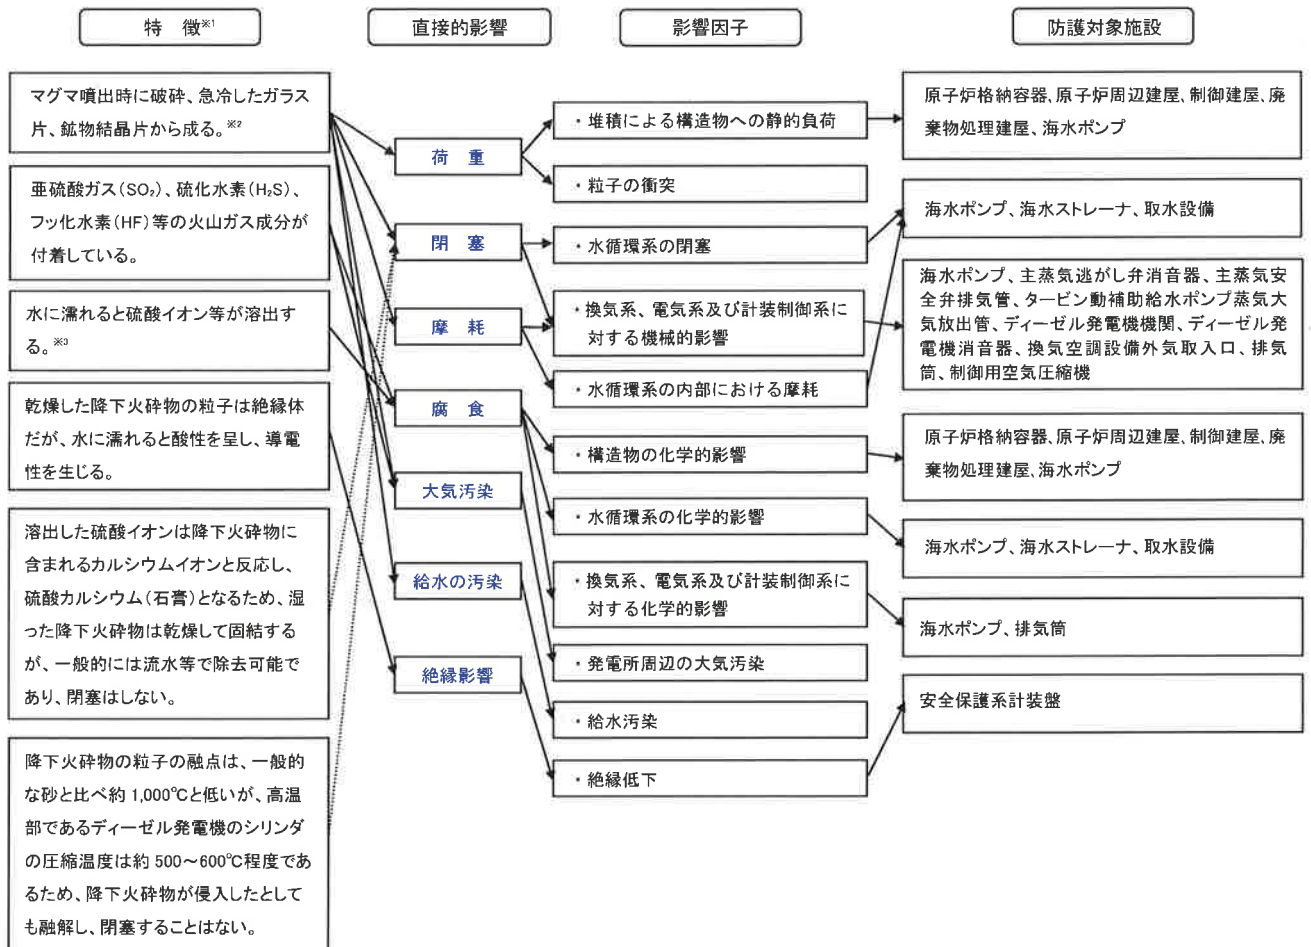 特　徴※1
直接的影響
影響因子
防護対象施設
マグマ噴出時に破砕、急冷したガラス
片、鉱物結晶片から成る。※2
亜硫酸ガス(SO₂)、硫化水素(H₂S)、
フッ化水素(HF)等の火山ガス成分が
付着している。
水に濡れると硫酸イオン等が溶出す
る。※3
乾燥した降下火砕物の粒子は絶縁体
だが、水に濡れると酸性を呈し、導電
性を生じる。
溶出した硫酸イオンは降下火砕物に
含まれるカルシウムイオンと反応し、
硫酸カルシウム(石膏)となるため、湿
った降下火砕物は乾燥して固結する
が、一般的には流水等で除去可能で
あり、閉塞はしない。
降下火砕物の粒子の融点は、一般的
な砂と比べ約 1,000℃と低いが、高温
部であるディーゼル発電機のシリンダ
の圧縮温度は約 500～600℃程度であ
るため、降下火砕物が侵入したとして
も融解し、閉塞することはない。
荷　重
閉　塞
摩　耗
腐　食
大気汚染
給水の汚染
絶縁影響
・堆積による構造物への静的負荷
・粒子の衝突
・水循環系の閉塞
・換気系、電気系及び計装制御系に
対する機械的影響
・水循環系の内部における摩耗
・構造物の化学的影響
・水循環系の化学的影響
・換気系、電気系及び計装制御系に
対する化学的影響
・発電所周辺の大気汚染
・給水汚染
・絶縁低下
原子炉格納容器、原子炉周辺建屋、制御建屋、廃
棄物処理建屋、海水ポンプ
海水ポンプ、海水ストレーナ、取水設備
海水ポンプ、主蒸気逃がし弁消音器、主蒸気安
全弁排気管、タービン動補助給水ポンプ蒸気大
気放出管、ディーゼル発電機機関、ディーゼル発
電機消音器、換気空調設備外気取入口、排気
筒、制御用空気圧縮機
原子炉格納容器、原子炉周辺建屋、制御建屋、廃
棄物処理建屋、海水ポンプ
海水ポンプ、海水ストレーナ、取水設備
海水ポンプ、排気筒
安全保護系計装盤